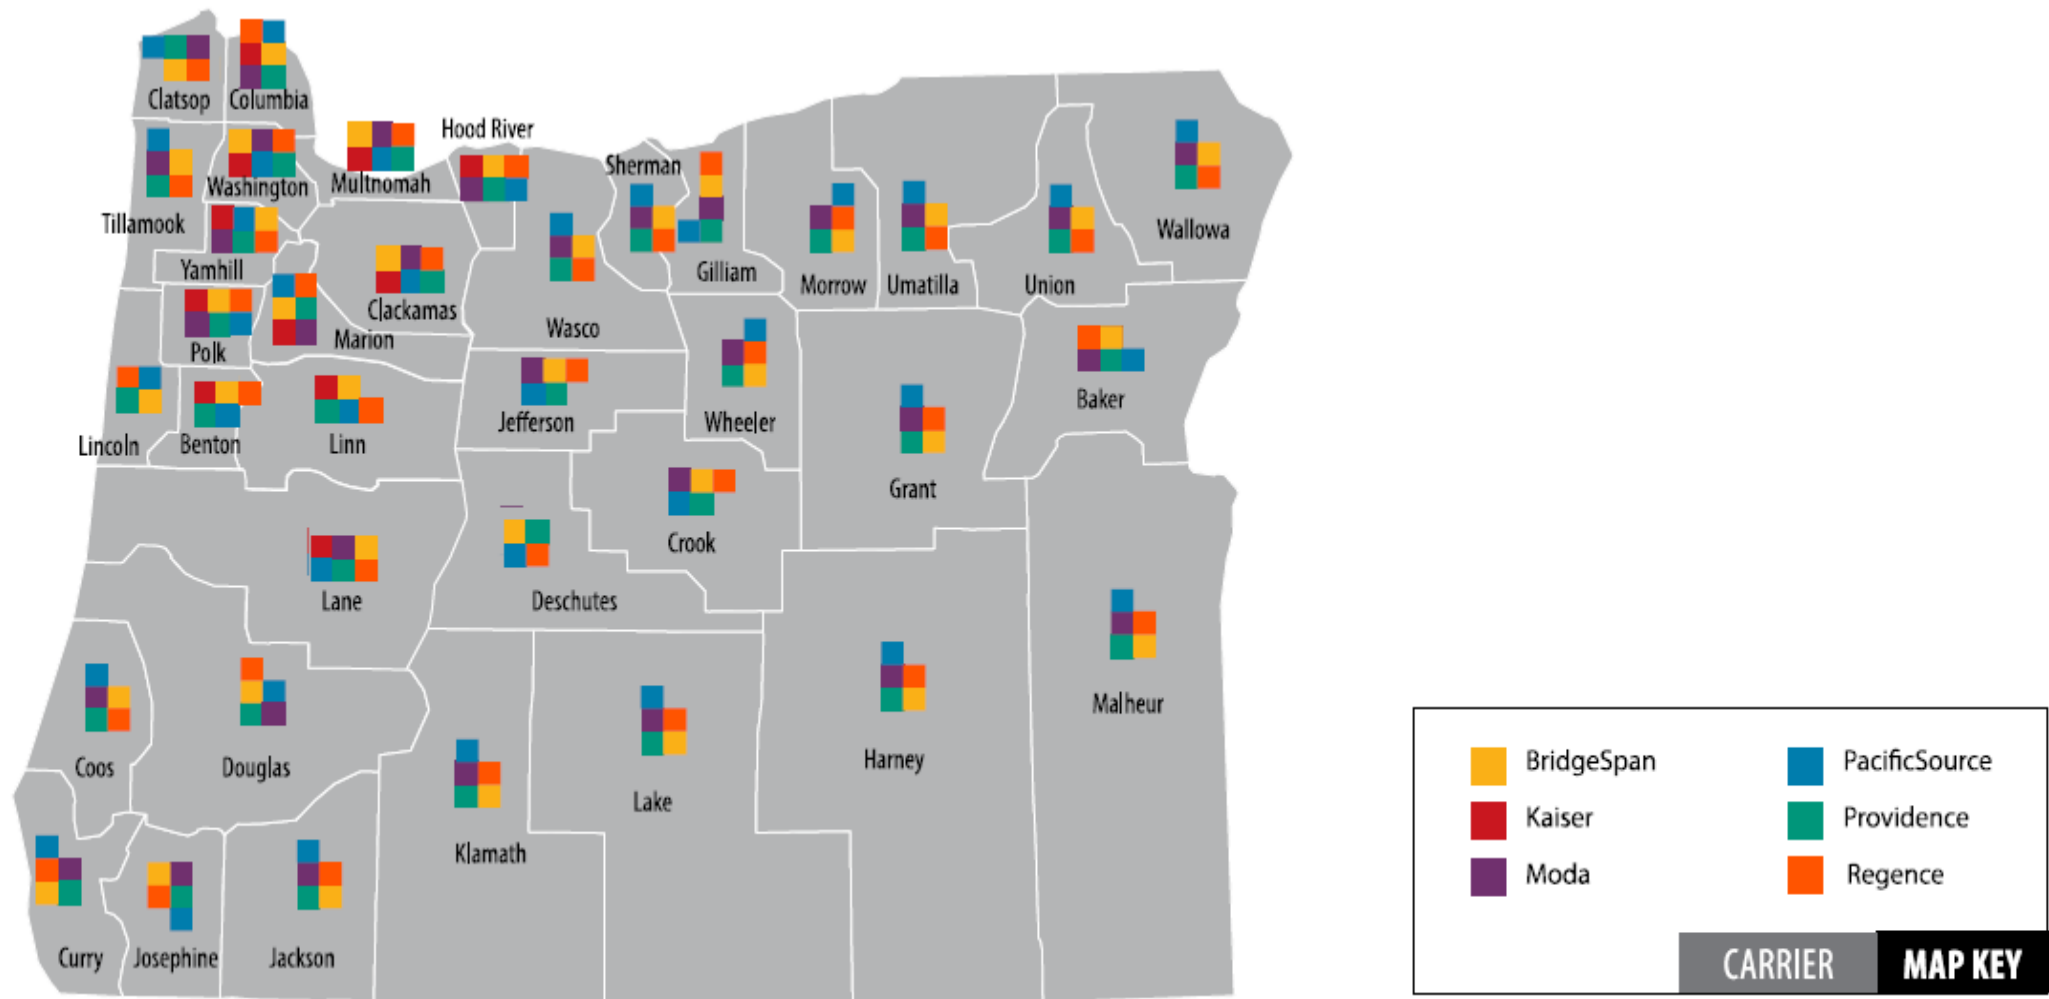 Clatsop
Columbia
Hood River
Sherman
Washington
Multnomah
Tillamook
Wallowa
Yamhill
Gilliam
Morrow
Umatilla
Union
Clackamas
Wasco
Marion
Polk
Baker
Jefferson
Wheeler
Lincoln
Benton
Linn
Grant
Crook
Lane
Deschutes
Malheur
Coos
Douglas
Harney
Lake
Klamath
Curry
Josephine
Jackson
BridgeSpan
PacificSource
Kaiser
Providence
Moda
Regence
CARRIER MAP KEY